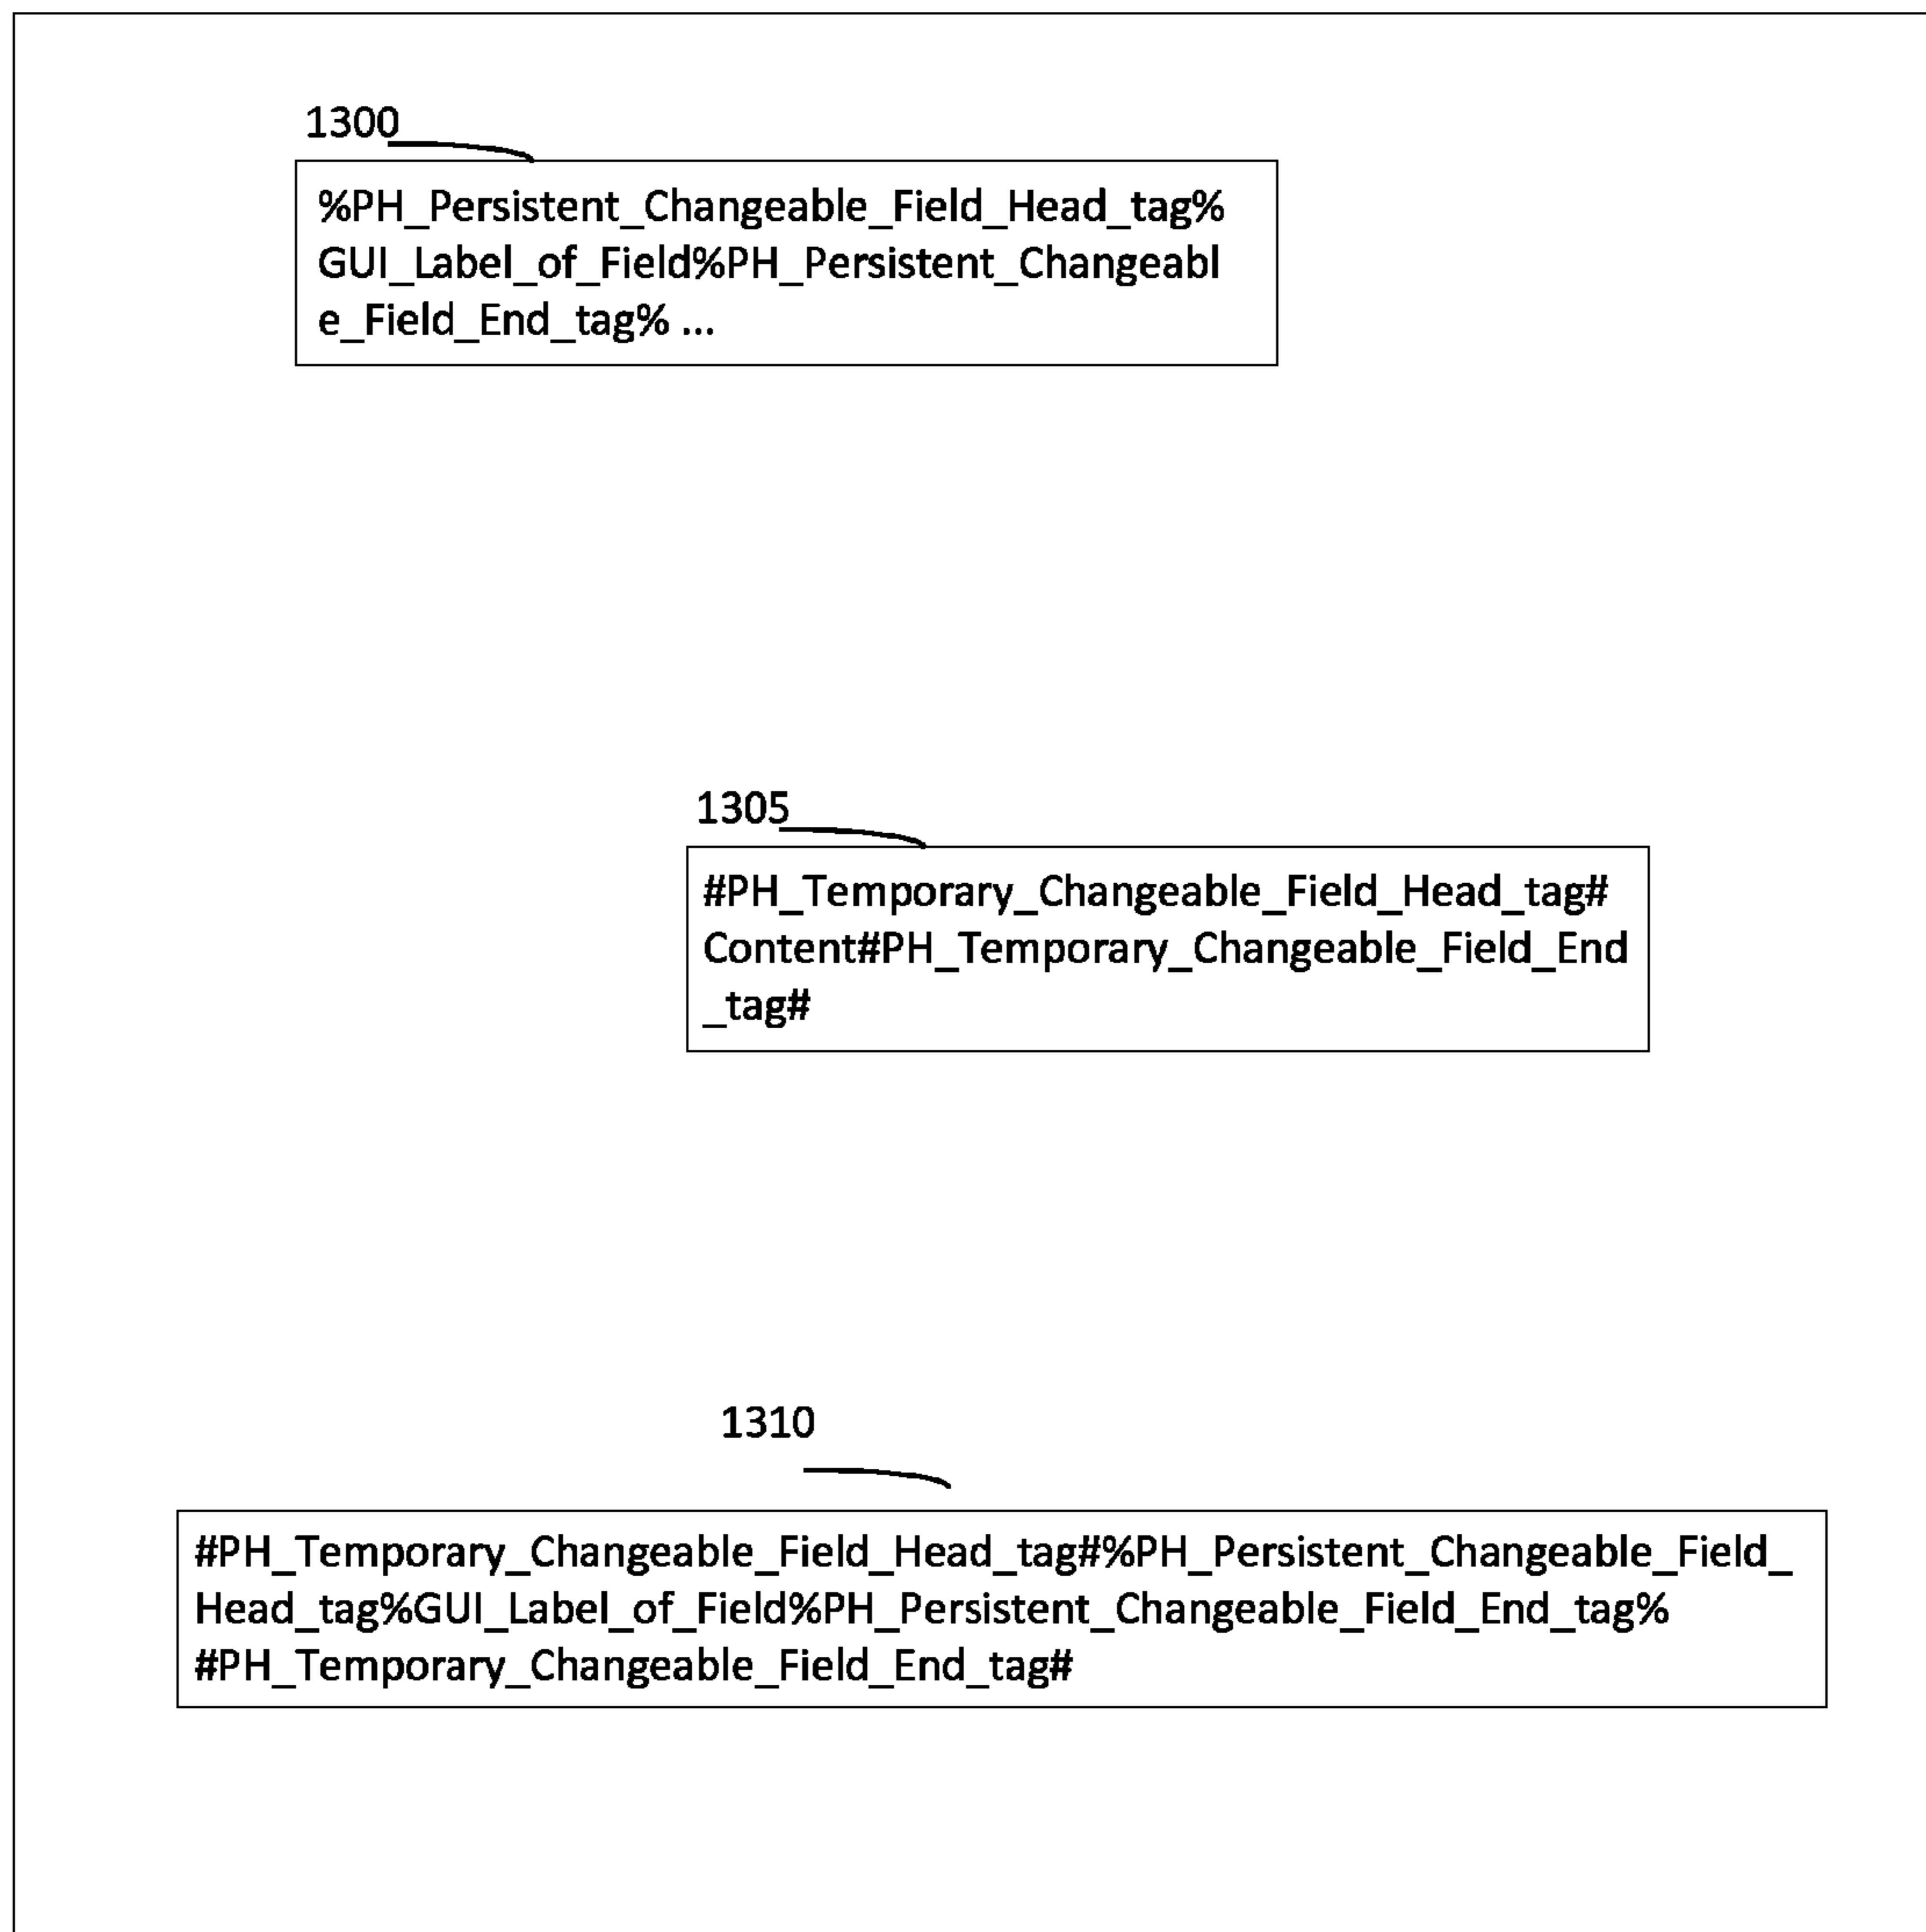 1300
%PH_Persistent_Changeable_Field_Head_tag%
GUI_Label_of_Field%PH_Persistent_Changeabl
e_Field_End_tag% ...
1305
#PH_Temporary_Changeable_Field_Head_tag#
Content#PH_Temporary_Changeable_Field_End
_tag#
1310
#PH_Temporary_Changeable_Field_Head_tag#%PH_Persistent_Changeable_Field_
Head_tag%GUI_Label_of_Field%PH_Persistent_Changeable_Field_End_tag%
#PH_Temporary_Changeable_Field_End_tag#